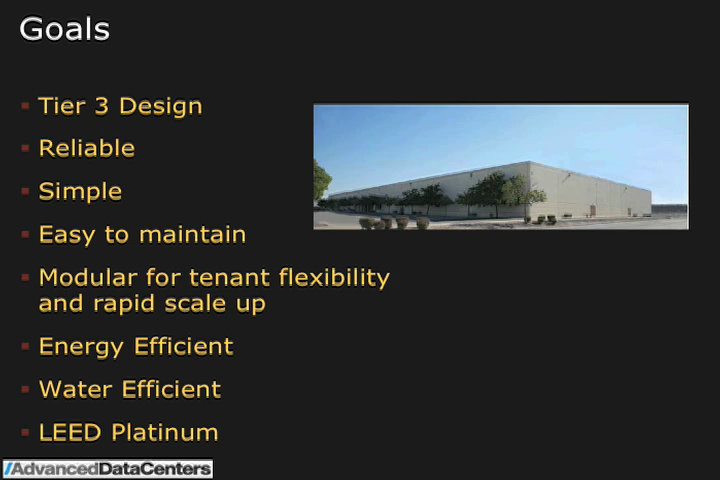 Goals
Tier 3 Design
Reliable
Simple
Easy to maintain
Modular for tenant flexibility
and rapid scale up
Energy Efficient
Water Efficient
LEED Platinum
/AdvancedDataCenters